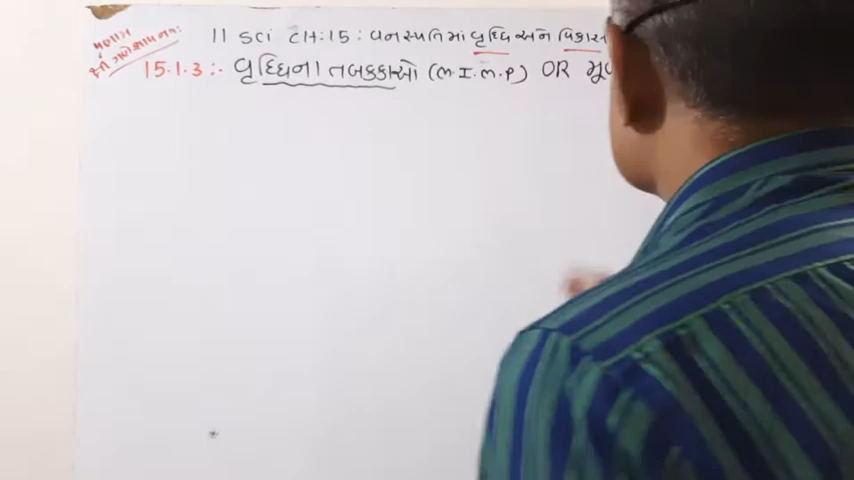 11 Sci CH:15 : વનસ્પતિમાં વૃધ્ધિ અને વિકાસ
15.1.3 :- વૃધ્ધિના તબક્કાઓ (M.I.M.P) OR